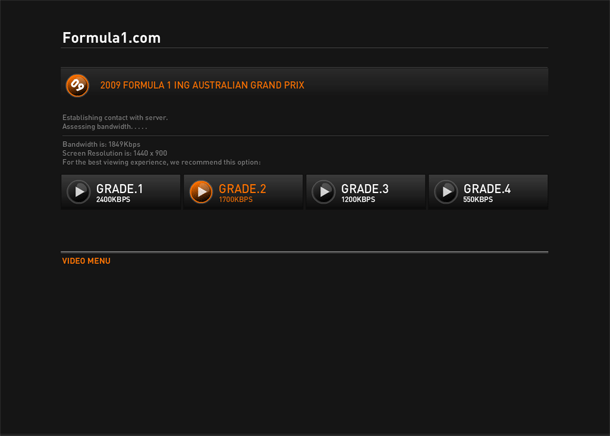 Formula1.com
09
2009 FORMULA 1 ING AUSTRALIAN GRAND PRIX
Establishing contact with server.
Assessing bandwidth. . . . .
Bandwidth is: 1849Kbps
Screen Resolution is: 1440 x 900
For the best viewing experience, we recommend this option:
GRADE.1
2400KBPS
GRADE.2
1700KBPS
GRADE.3
1200KBPS
GRADE.4
550KBPS
VIDEO MENU